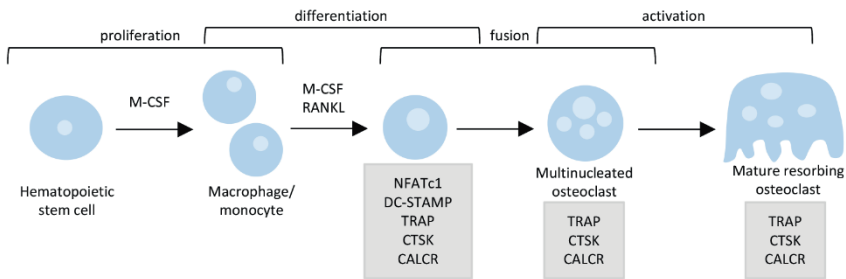 differentiation
activation
proliferation
fusion
M-CSF
M-CSF
RANKL
Hematopoietic
stem cell
Macrophage/
monocyte
NFATc1
DC-STAMP
TRAP
CTSK
CALCR
Multinucleated
osteoclast
TRAP
CTSK
CALCR
Mature resorbing
osteoclast
TRAP
CTSK
CALCR